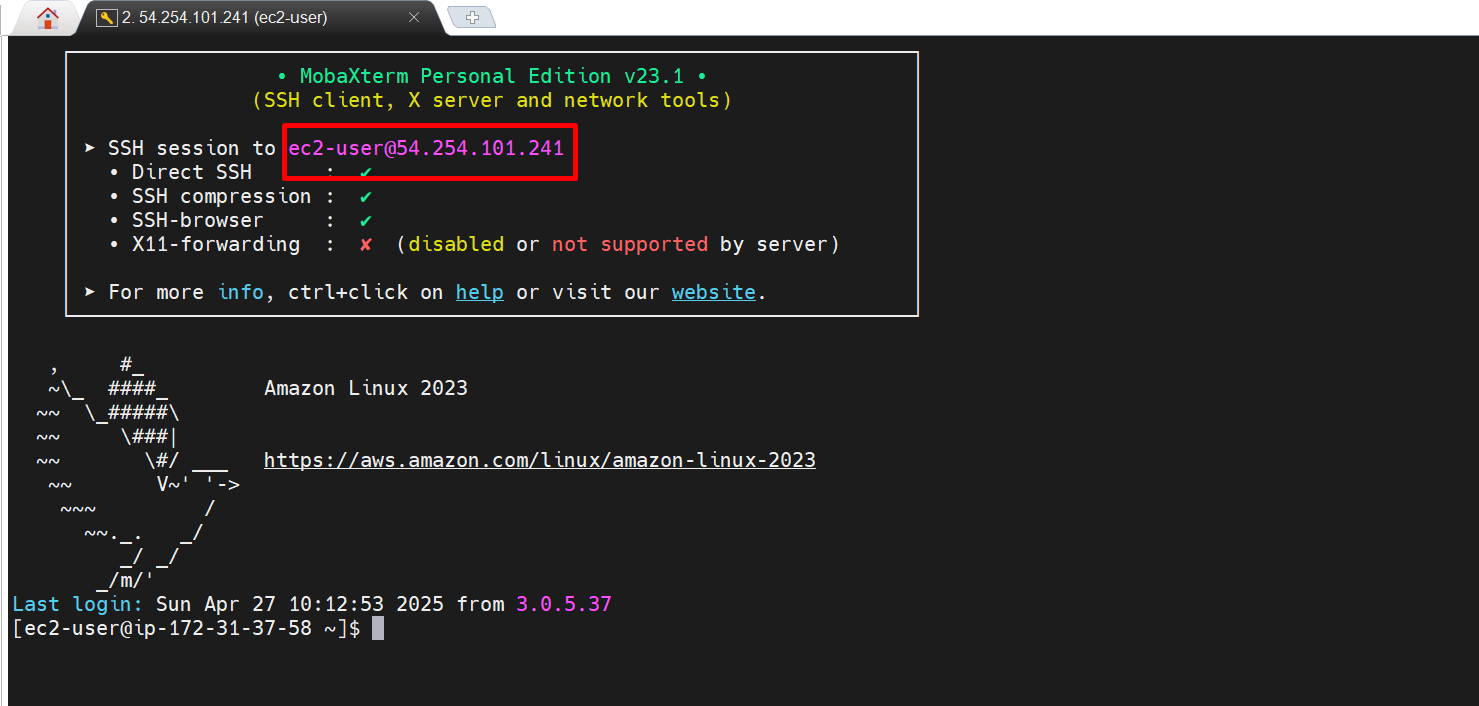 2. 54.254.101.241 (ec2-user)
• MobaXterm Personal Edition v23.1 •
(SSH client, X server and network tools)
➤ SSH session to ec2-user@54.254.101.241
• Direct SSH : ✔
• SSH compression : ✔
• SSH-browser : ✔
• X11-forwarding : ✘ (disabled or not supported by server)
➤ For more info, ctrl+click on help or visit our website.
   ,     #_
   ~\_  ####_        Amazon Linux 2023
  ~~  \_#####\
  ~~     \###|
  ~~       \#/ ___   https://aws.amazon.com/linux/amazon-linux-2023
   ~~       V~' '->
    ~~~         /
      ~~._.   _/
         _/ _/
       _/m/'
Last login: Sun Apr 27 10:12:53 2025 from 3.0.5.37
[ec2-user@ip-172-31-37-58 ~]$